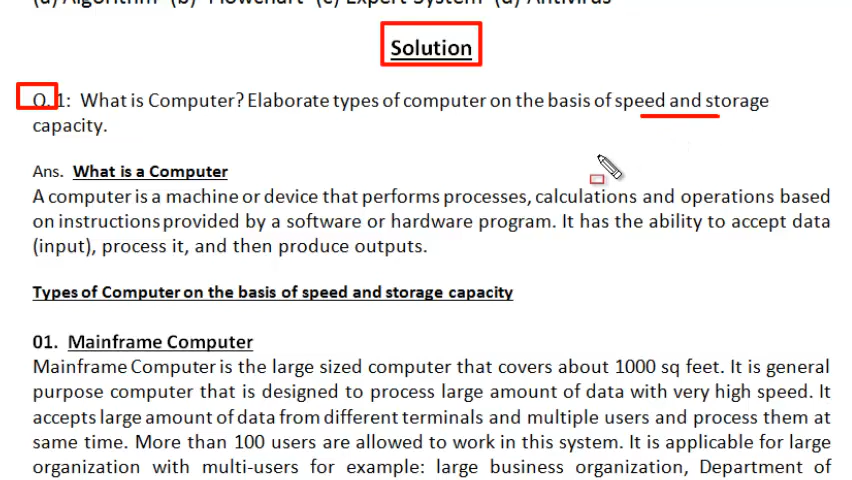 (a) Algorithm (b) Flowchart (c) Expert System (d) Antivirus
Solution
Q. 1: What is Computer? Elaborate types of computer on the basis of speed and storage
capacity.
Ans. What is a Computer
A computer is a machine or device that performs processes, calculations and operations based
on instructions provided by a software or hardware program. It has the ability to accept data
(input), process it, and then produce outputs.
Types of Computer on the basis of speed and storage capacity
01. Mainframe Computer
Mainframe Computer is the large sized computer that covers about 1000 sq feet. It is general
purpose computer that is designed to process large amount of data with very high speed. It
accepts large amount of data from different terminals and multiple users and process them at
same time. More than 100 users are allowed to work in this system. It is applicable for large
organization with multi-users for example: large business organization, Department of